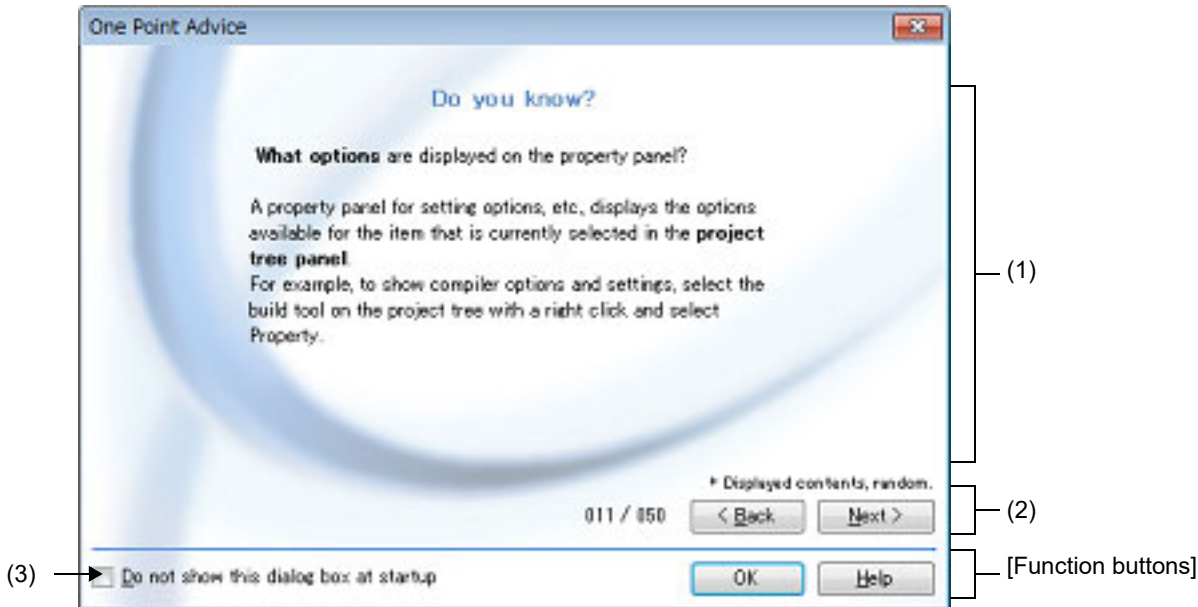 One Point Advice
Do you know?
What options are displayed on the property panel?
A property panel for setting options, etc., displays the options
available for the item that is currently selected in the project
tree panel.
For example, to show compiler options and settings, select the
build tool on the project tree with a right click and select
Property.
(1)
* Displayed contents, random.
011 / 050
< Back
Next >
(2)
(3)
Do not show this dialog box at startup
OK
Help
[Function buttons]